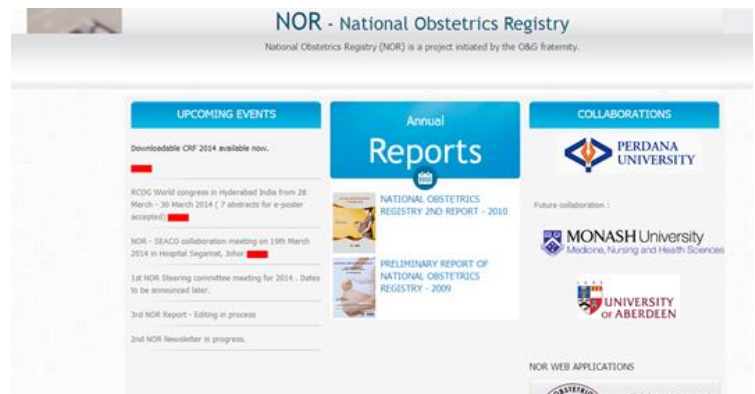 NOR - National Obstetrics Registry
National Obstetrics Registry (NOR) is a project initiated by the O&G fraternity.
UPCOMING EVENTS
Downloadable CRF 2014 available now.
RCOG World congress in Hyderabad India from 28
March - 30 March 2014 ( 7 abstracts for e-poster
accepted)
NOR - SEACO collaboration meeting on 19th March
2014 in Hospital Segamat, Johor
1st NOR Steering committee meeting for 2014 . Dates
to be announced later.
3rd NOR Report - Editing in process
2nd NOR Newsletter in progress.
Annual
Reports
NATIONAL OBSTETRICS
REGISTRY 2ND REPORT - 2010
PRELIMINARY REPORT OF
NATIONAL OBSTETRICS
REGISTRY - 2009
COLLABORATIONS
PERDANA
UNIVERSITY
Future collaboration :
MONASH University
Medicine, Nursing and Health Sciences
UNIVERSITY
OF ABERDEEN
NOR WEB APPLICATIONS